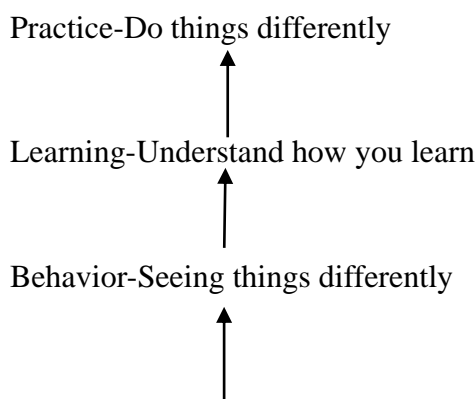 Practice-Do things differently
Learning-Understand how you learn
Behavior-Seeing things differently